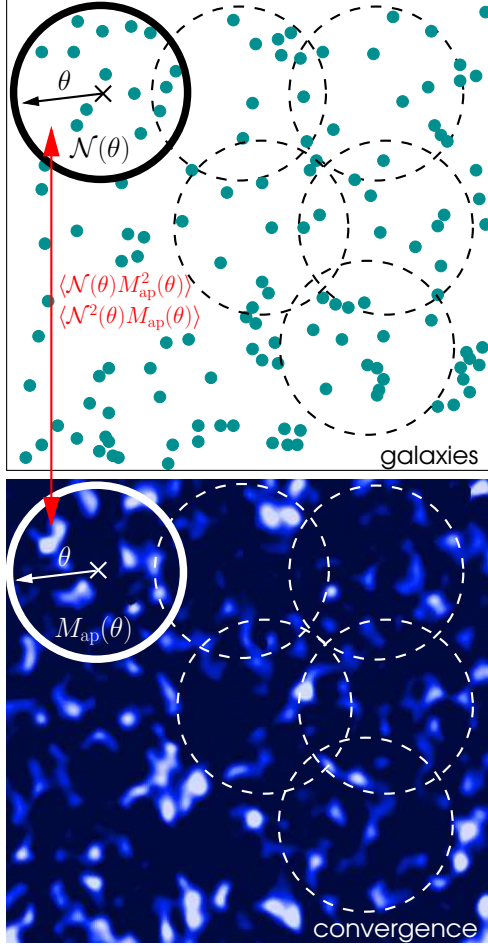 θ
× 
𝒩(θ)
⟨𝒩(θ)M²ₐₚ(θ)⟩
⟨𝒩²(θ)Mₐₚ(θ)⟩
galaxies
θ
Mₐₚ(θ)
convergence